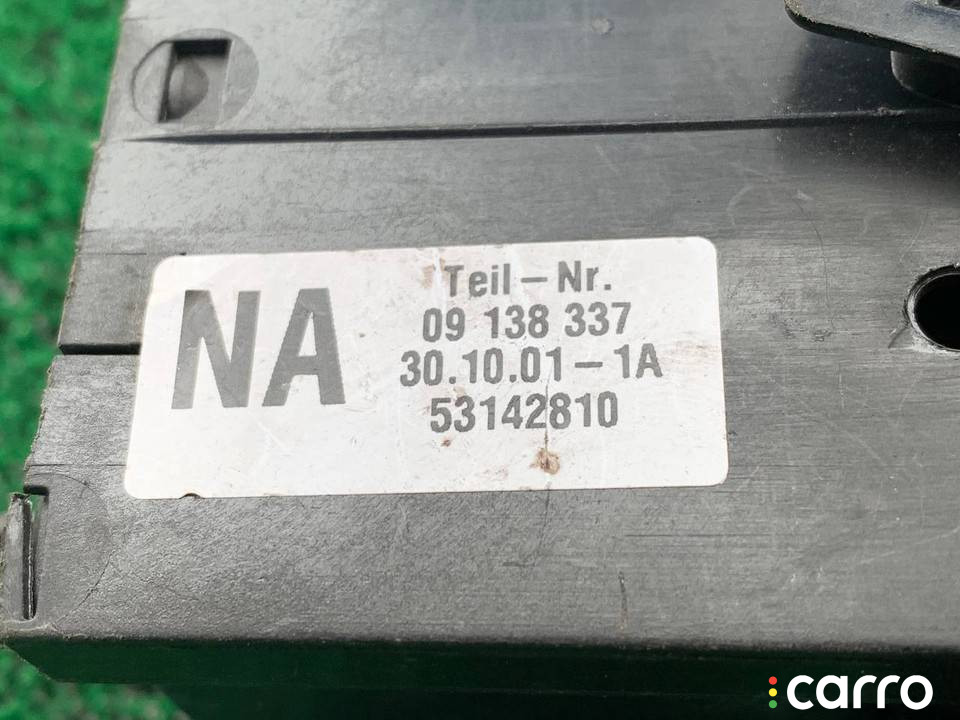 NA
Teil-Nr.
09 138 337
30.10.01-1A
53142810
carro